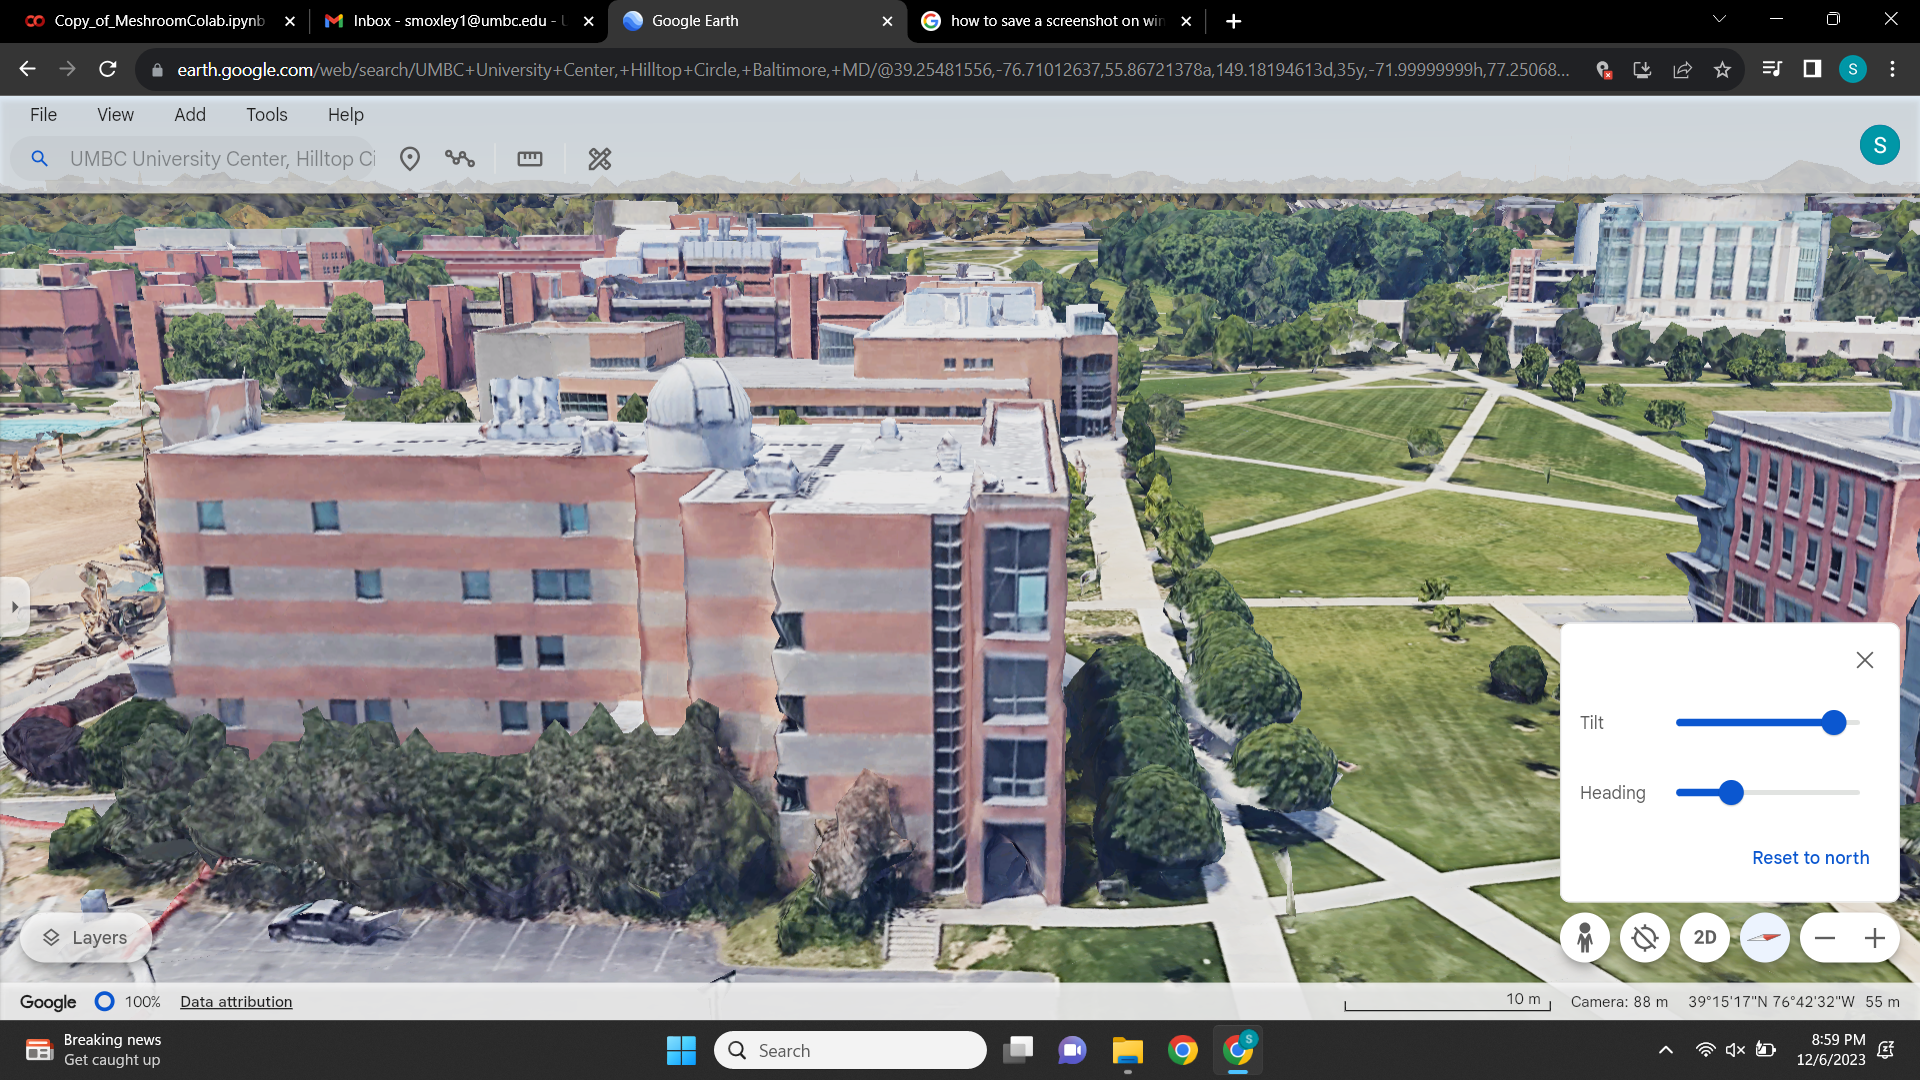 Copy_of_MeshroomColab.ipynb
Inbox - smoxley1@umbc.edu - U
Google Earth
how to save a screenshot on win
earth.google.com/web/search/UMBC+University+Center,+Hilltop+Circle,+Baltimore,+MD/@39.25481556,-76.71012637,55.86721378a,149.18194613d,35y,-71.99999999h,77.25068...
S
File
View
Add
Tools
Help
UMBC University Center, Hilltop Ci
S
Tilt
Heading
Reset to north
Layers
2D
Google
100%
Data attribution
10 m
Camera: 88 m
39°15'17"N 76°42'32"W
55 m
Breaking news
Get caught up
Search
S
8:59 PM
12/6/2023